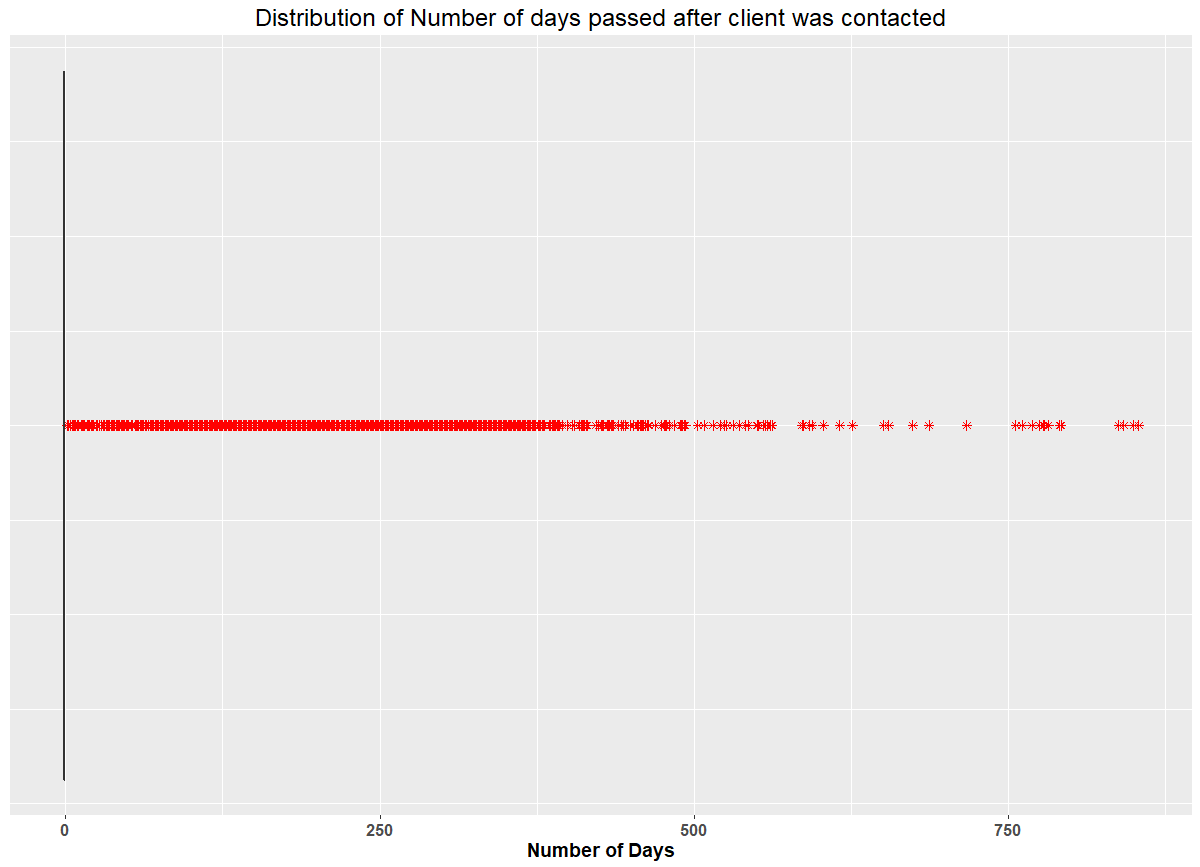 Distribution of Number of days passed after client was contacted
0 250 500 750
Number of Days